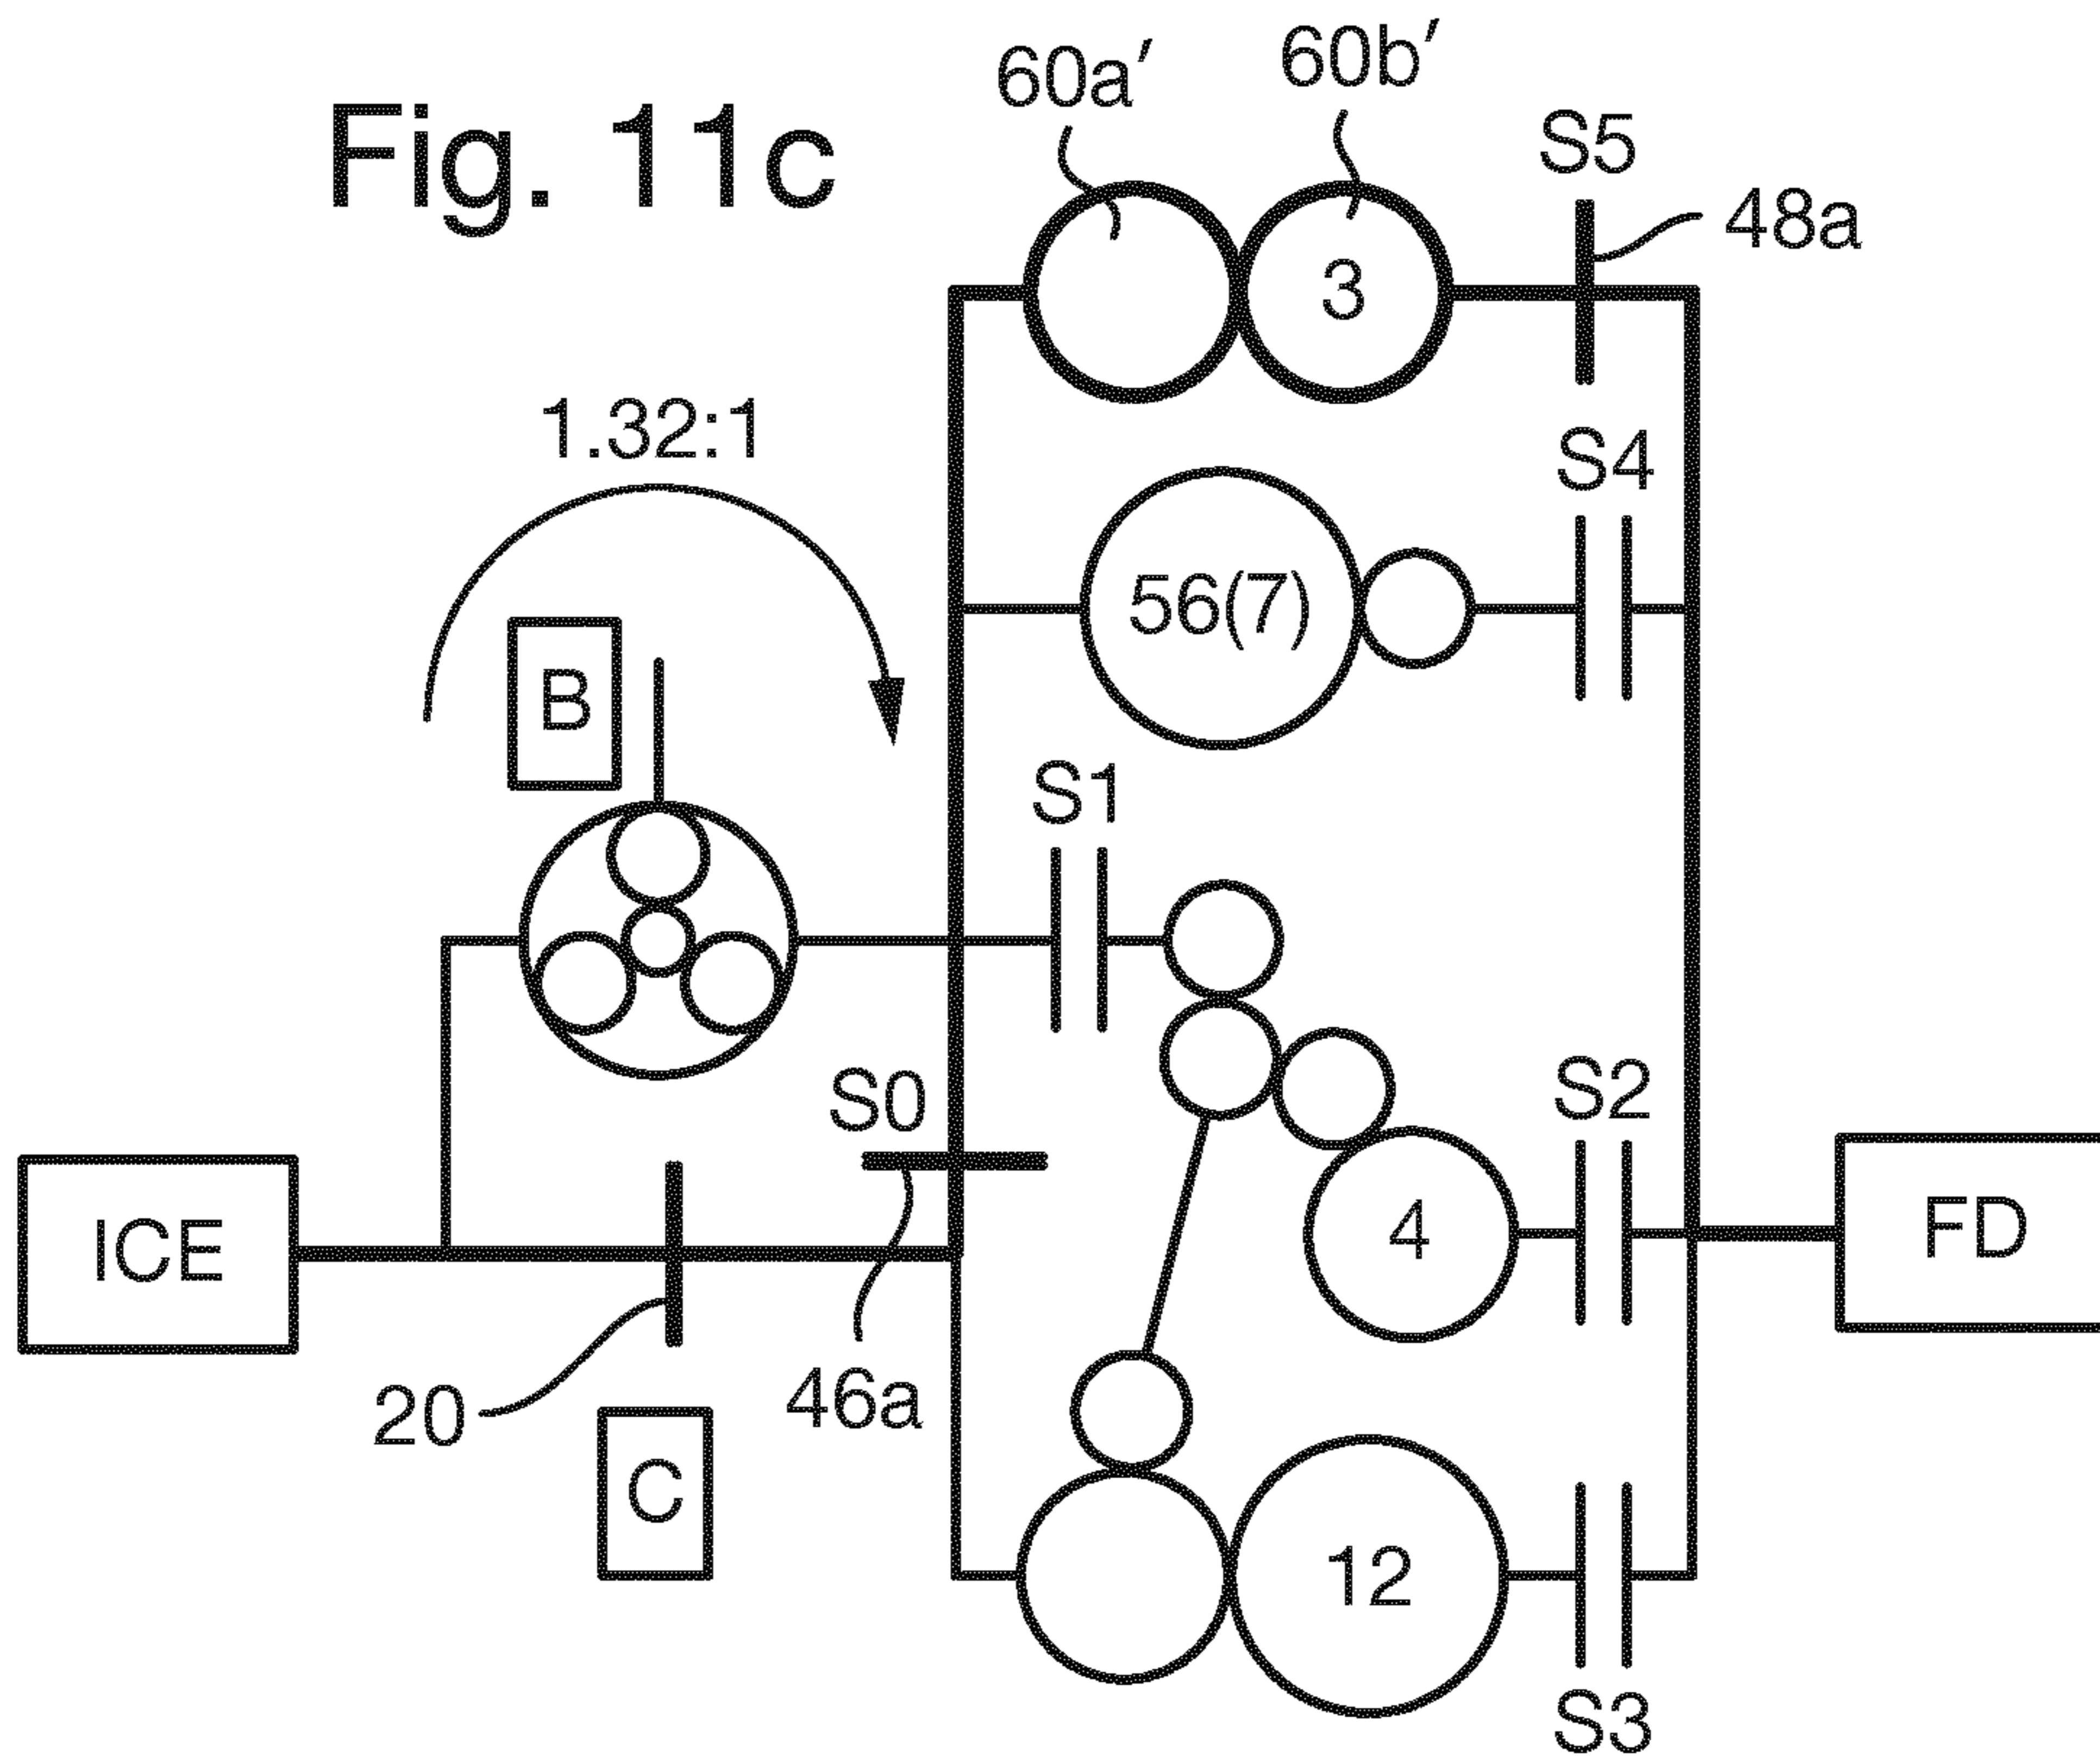 Fig. 11c
60a′
60b′
S5
48a
3
1.32:1
S4
56(7)
B
S1
S0
S2
ICE
4
FD
20
46a
C
12
S3